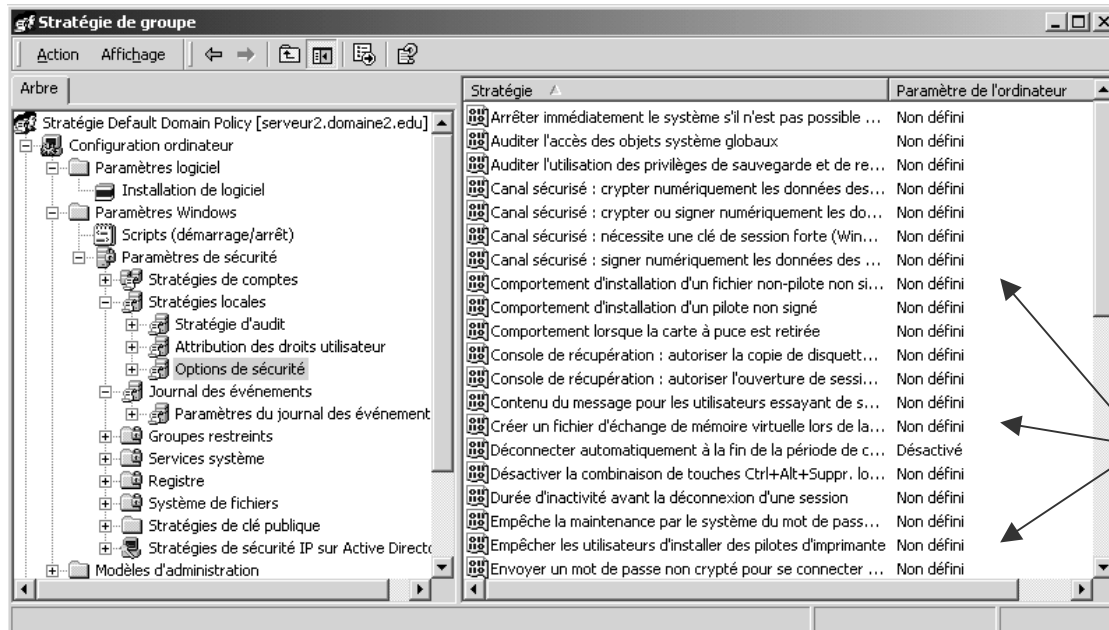 Stratégie de groupe
Action Affichage
Arbre
Stratégie Default Domain Policy [serveur2.domaine2.edu]
Configuration ordinateur
Paramètres logiciel
Installation de logiciel
Paramètres Windows
Scripts (démarrage/arrêt)
Paramètres de sécurité
Stratégies de comptes
Stratégies locales
Stratégie d'audit
Attribution des droits utilisateur
Options de sécurité
Journal des événements
Paramètres du journal des événement
Groupes restreints
Services système
Registre
Système de fichiers
Stratégies de clé publique
Stratégies de sécurité IP sur Active Directo
Modèles d'administration
Stratégie Paramètre de l'ordinateur
Arrêter immédiatement le système s'il n'est pas possible ... Non défini
Auditer l'accès des objets système globaux Non défini
Auditer l'utilisation des privilèges de sauvegarde et de re... Non défini
Canal sécurisé : crypter numériquement les données des... Non défini
Canal sécurisé : crypter ou signer numériquement les do... Non défini
Canal sécurisé : nécessite une clé de session forte (Win... Non défini
Canal sécurisé : signer numériquement les données des ... Non défini
Comportement d'installation d'un fichier non-pilote non si... Non défini
Comportement d'installation d'un pilote non signé Non défini
Comportement lorsque la carte à puce est retirée Non défini
Console de récupération : autoriser la copie de disquett... Non défini
Console de récupération : autoriser l'ouverture de sessi... Non défini
Contenu du message pour les utilisateurs essayant de s... Non défini
Créer un fichier d'échange de mémoire virtuelle lors de la... Non défini
Déconnecter automatiquement à la fin de la période de c... Désactivé
Désactiver la combinaison de touches Ctrl+Alt+Suppr. lo... Non défini
Durée d'inactivité avant la déconnexion d'une session Non défini
Empêche la maintenance par le système du mot de pass... Non défini
Empêcher les utilisateurs d'installer des pilotes d'imprimante Non défini
Envoyer un mot de passe non crypté pour se connecter ... Non défini